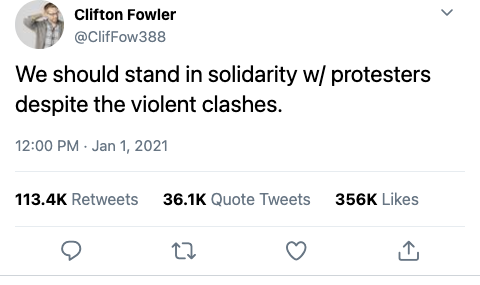 Clifton Fowler
@ClifFow388
We should stand in solidarity w/ protesters
despite the violent clashes.
12:00 PM · Jan 1, 2021
113.4K Retweets 36.1K Quote Tweets 356K Likes